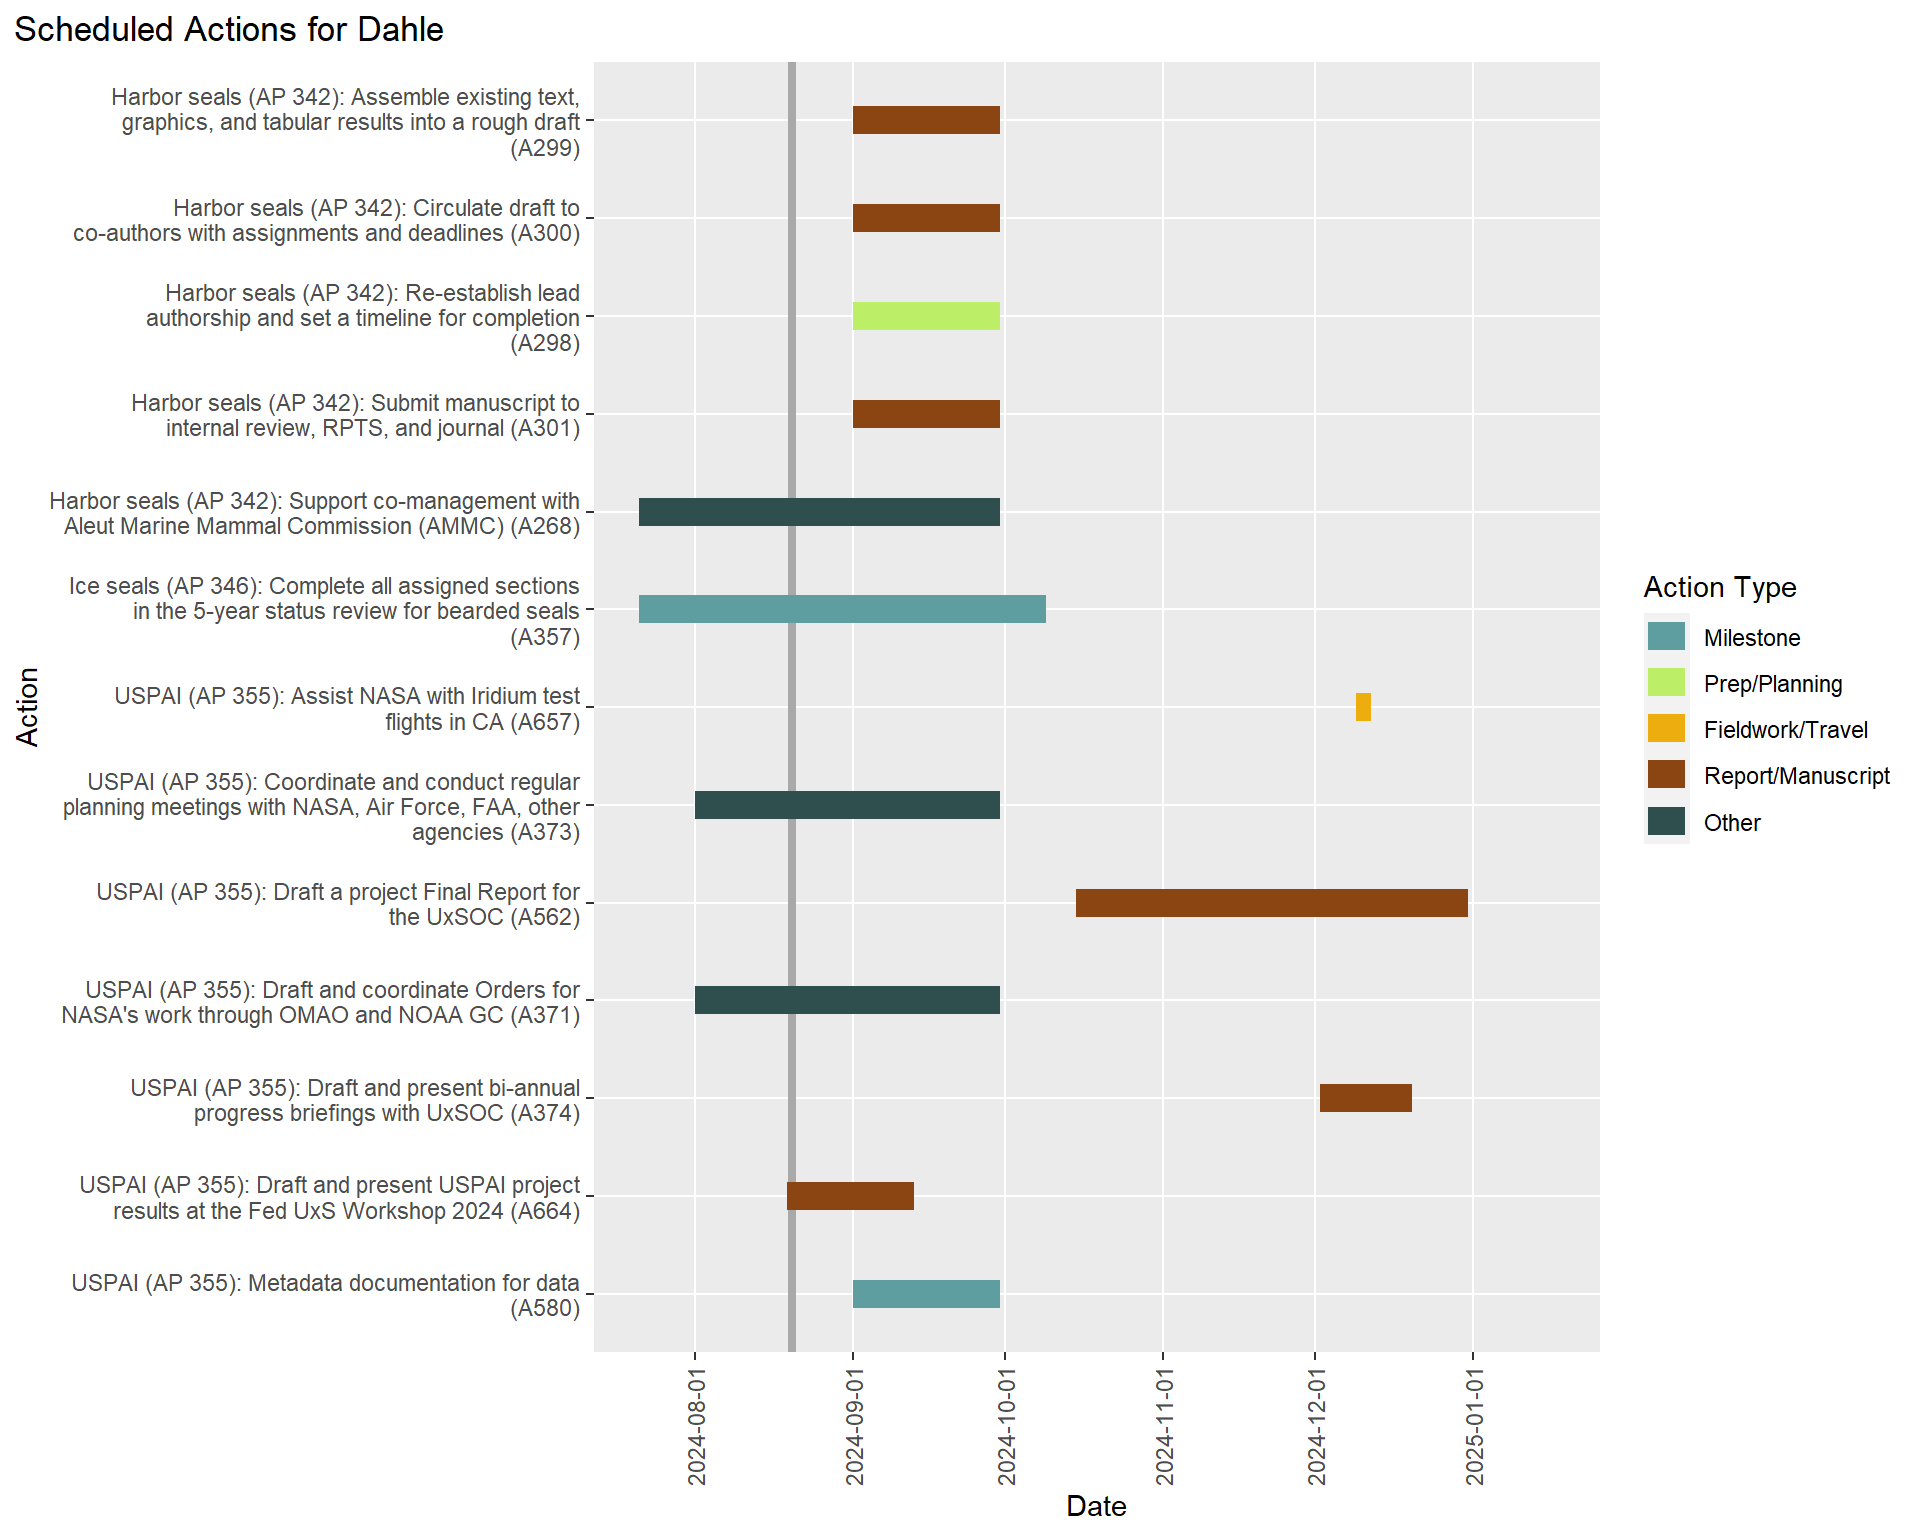 Scheduled Actions for Dahle
Harbor seals (AP 342): Assemble existing text,
graphics, and tabular results into a rough draft
(A299)
Harbor seals (AP 342): Circulate draft to
co-authors with assignments and deadlines (A300)
Harbor seals (AP 342): Re-establish lead
authorship and set a timeline for completion
(A298)
Harbor seals (AP 342): Submit manuscript to
internal review, RPTS, and journal (A301)
Harbor seals (AP 342): Support co-management with
Aleut Marine Mammal Commission (AMMC) (A268)
Ice seals (AP 346): Complete all assigned sections
in the 5-year status review for bearded seals
(A357)
USPAI (AP 355): Assist NASA with Iridium test
flights in CA (A657)
USPAI (AP 355): Coordinate and conduct regular
planning meetings with NASA, Air Force, FAA, other
agencies (A373)
USPAI (AP 355): Draft a project Final Report for
the UxSOC (A562)
USPAI (AP 355): Draft and coordinate Orders for
NASA's work through OMAO and NOAA GC (A371)
USPAI (AP 355): Draft and present bi-annual
progress briefings with UxSOC (A374)
USPAI (AP 355): Draft and present USPAI project
results at the Fed UxS Workshop 2024 (A664)
USPAI (AP 355): Metadata documentation for data
(A580)
Action
2024-08-01
2024-09-01
2024-10-01
2024-11-01
2024-12-01
2025-01-01
Date
Action Type
Milestone
Prep/Planning
Fieldwork/Travel
Report/Manuscript
Other